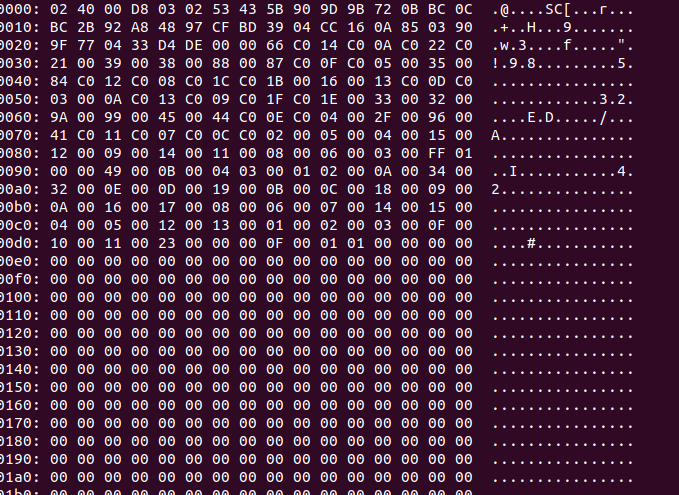 0000: 02 40 00 D8 03 02 53 43 5B 90 9D 9B 72 0B BC 0C .@....SC[...r...
0010: BC 2B 92 A8 48 97 CF BD 39 04 CC 16 0A 85 03 90 .+..H...9.......
0020: 9F 77 04 33 D4 DE 00 00 66 C0 14 C0 0A C0 22 C0 .w.3....f.....".
0030: 21 00 39 00 38 00 88 00 87 C0 0F C0 05 00 35 00 !.9.8.........5.
0040: 84 C0 12 C0 08 C0 1C C0 1B 00 16 00 13 C0 0D C0 ................
0050: 03 00 0A C0 13 C0 09 C0 1F C0 1E 00 33 00 32 00 ............3.2.
0060: 9A 00 99 00 45 00 44 C0 0E C0 04 00 2F 00 96 00 ....E.D...../...
0070: 41 C0 11 C0 07 C0 0C C0 02 00 05 00 04 00 15 00 A...............
0080: 12 00 09 00 14 00 11 00 08 00 06 00 03 00 FF 01 ................
0090: 00 00 49 00 0B 00 04 03 00 01 02 00 0A 00 34 00 ..I...........4.
00a0: 32 00 0E 00 0D 00 19 00 0B 00 0C 00 18 00 09 00 2...............
00b0: 0A 00 16 00 17 00 08 00 06 00 07 00 14 00 15 00 ................
00c0: 04 00 05 00 12 00 13 00 01 00 02 00 03 00 0F 00 ................
00d0: 10 00 11 00 23 00 00 00 0F 00 01 01 00 00 00 00 ....#...........
00e0: 00 00 00 00 00 00 00 00 00 00 00 00 00 00 00 00 ................
00f0: 00 00 00 00 00 00 00 00 00 00 00 00 00 00 00 00 ................
0100: 00 00 00 00 00 00 00 00 00 00 00 00 00 00 00 00 ................
0110: 00 00 00 00 00 00 00 00 00 00 00 00 00 00 00 00 ................
0120: 00 00 00 00 00 00 00 00 00 00 00 00 00 00 00 00 ................
0130: 00 00 00 00 00 00 00 00 00 00 00 00 00 00 00 00 ................
0140: 00 00 00 00 00 00 00 00 00 00 00 00 00 00 00 00 ................
0150: 00 00 00 00 00 00 00 00 00 00 00 00 00 00 00 00 ................
0160: 00 00 00 00 00 00 00 00 00 00 00 00 00 00 00 00 ................
0170: 00 00 00 00 00 00 00 00 00 00 00 00 00 00 00 00 ................
0180: 00 00 00 00 00 00 00 00 00 00 00 00 00 00 00 00 ................
0190: 00 00 00 00 00 00 00 00 00 00 00 00 00 00 00 00 ................
01a0: 00 00 00 00 00 00 00 00 00 00 00 00 00 00 00 00 ................